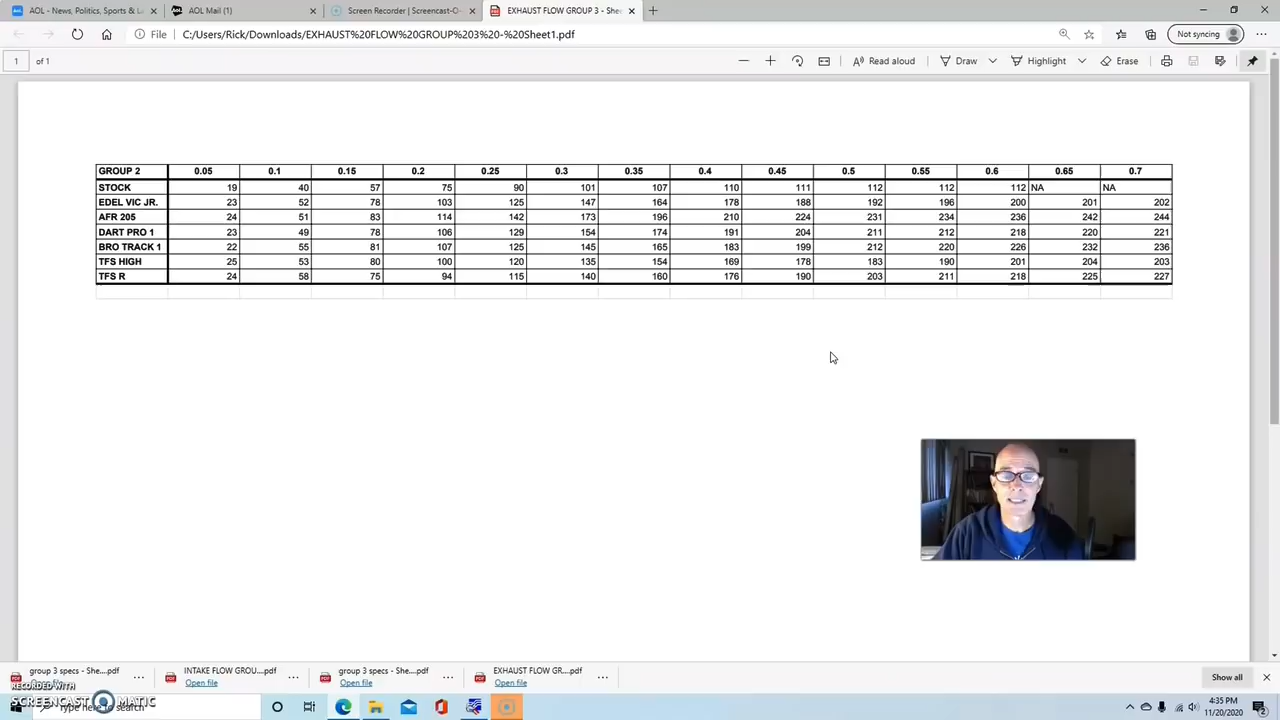 AOL - News, Politics, Sports & La
AOL Mail (1)
Screen Recorder | Screencast-O-
EXHAUST FLOW GROUP 3 - Shee
File
C:/Users/Rick/Downloads/EXHAUST%20FLOW%20GROUP%203%20-%20Sheet1.pdf
Not syncing
1 of 1
Read aloud
Draw
Highlight
Erase
GROUP 2 0.05 0.1 0.15 0.2 0.25 0.3 0.35 0.4 0.45 0.5 0.55 0.6 0.65 0.7
STOCK 19 40 57 75 90 101 107 110 111 112 112 112 NA NA
EDEL VIC JR. 23 52 78 103 125 147 164 178 188 192 196 200 201 202
AFR 205 24 51 83 114 142 173 196 210 224 231 234 236 242 244
DART PRO 1 23 49 78 106 129 154 174 191 204 211 212 218 220 221
BRO TRACK 1 22 55 81 107 125 145 165 183 199 212 220 226 232 236
TFS HIGH 25 53 80 100 120 135 154 169 178 183 190 201 204 203
TFS R 24 58 75 94 115 140 160 176 190 203 211 218 225 227
group 3 specs - She....pdf
INTAKE FLOW GROU....pdf
Open file
group 3 specs - She....pdf
Open file
EXHAUST FLOW GR....pdf
Open file
Show all
RECORDED WITH
SCREENCAST MATIC
Type here to search
4:35 PM
11/20/2020
2